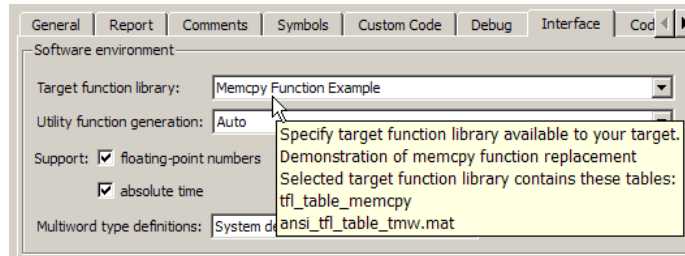 General Report Comments Symbols Custom Code Debug Interface Cod
Software environment
Target function library: Memcpy Function Example
Utility function generation: Auto
Specify target function library available to your target.
Demonstration of memcpy function replacement
Support: floating-point numbers
Selected target function library contains these tables:
absolute time
tfl_table_memcpy
ansi_tfl_table_tmw.mat
Multiword type definitions: System de